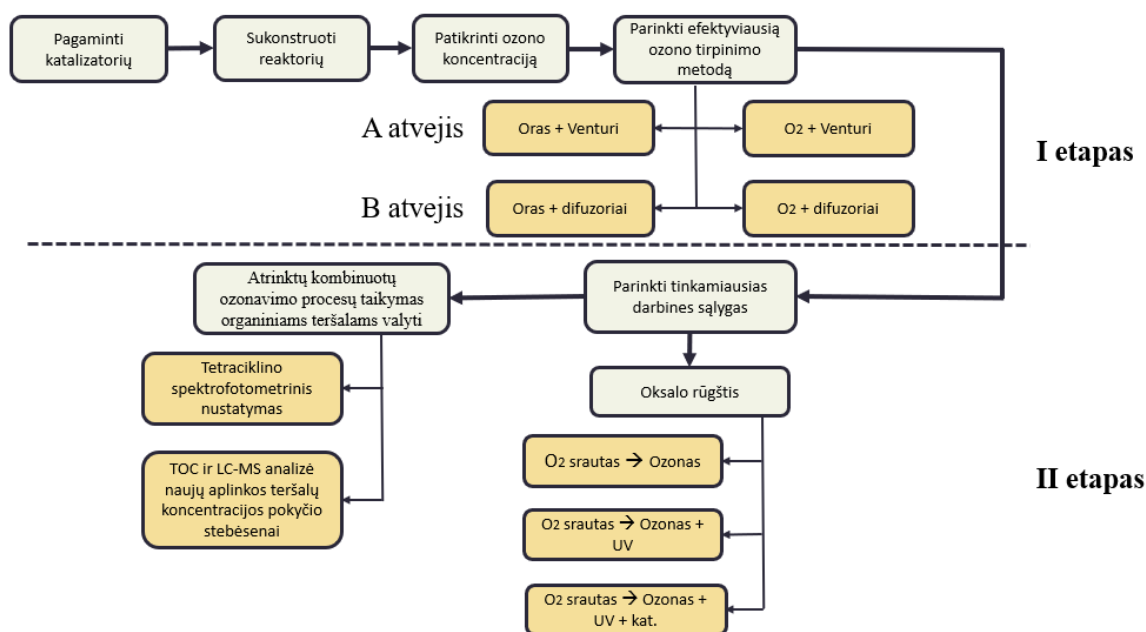 Pagaminti
katalizatorių
Sukonstruoti
reaktorių
Patikrinti ozono
koncentraciją
Parinkti efektyviausią
ozono tirpinimo
metodą
A atvejis
Oras + Venturi
O2 + Venturi
I etapas
B atvejis
Oras + difuzoriai
O2 + difuzoriai
Atrinktų kombinuotų
ozonavimo procesų taikymas
organiniams teršalams valyti
Parinkti tinkamiausias
darbines sąlygas
Tetraciklino
spektrofotometrinis
nustatymas
Oksalo rūgštis
TOC ir LC-MS analizė
naujų aplinkos teršalų
koncentracijos pokyčio
stebėsenai
O2 srautas → Ozonas
II etapas
O2 srautas → Ozonas +
UV
O2 srautas → Ozonas +
UV + kat.